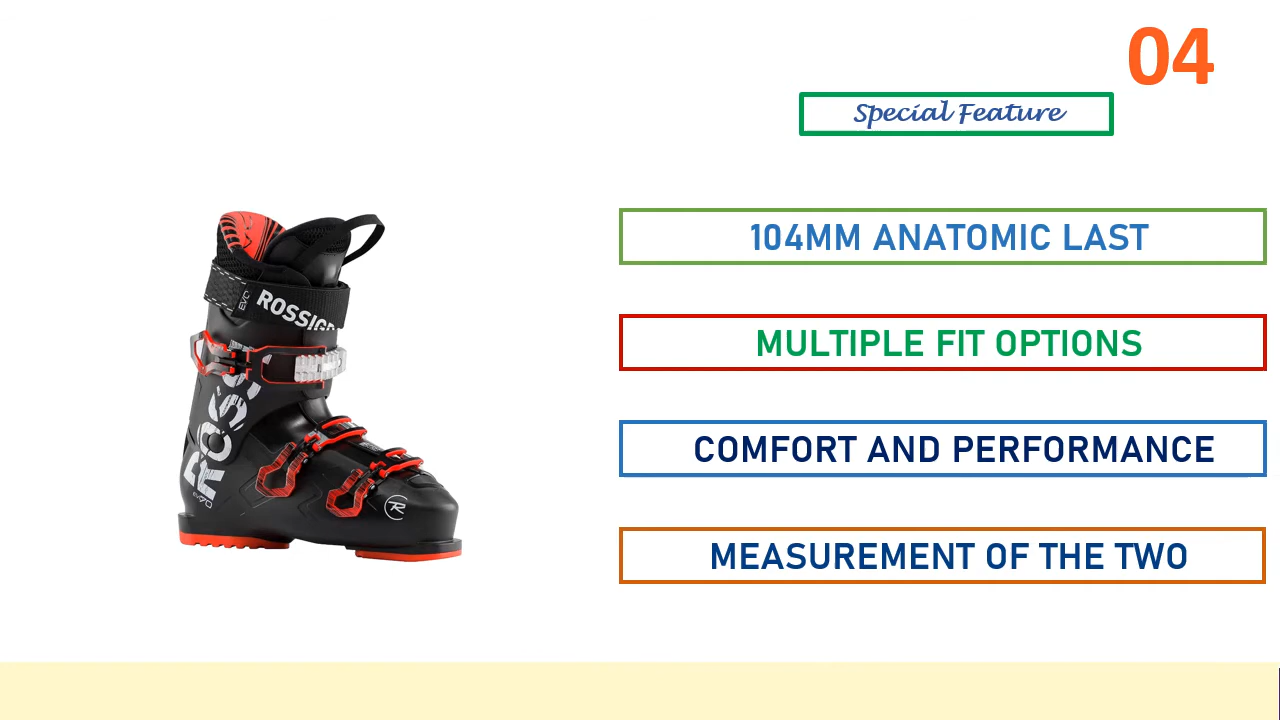 04
Special Feature
104MM ANATOMIC LAST
MULTIPLE FIT OPTIONS
COMFORT AND PERFORMANCE
MEASUREMENT OF THE TWO
EVO
ROSSIGN
EVO
R